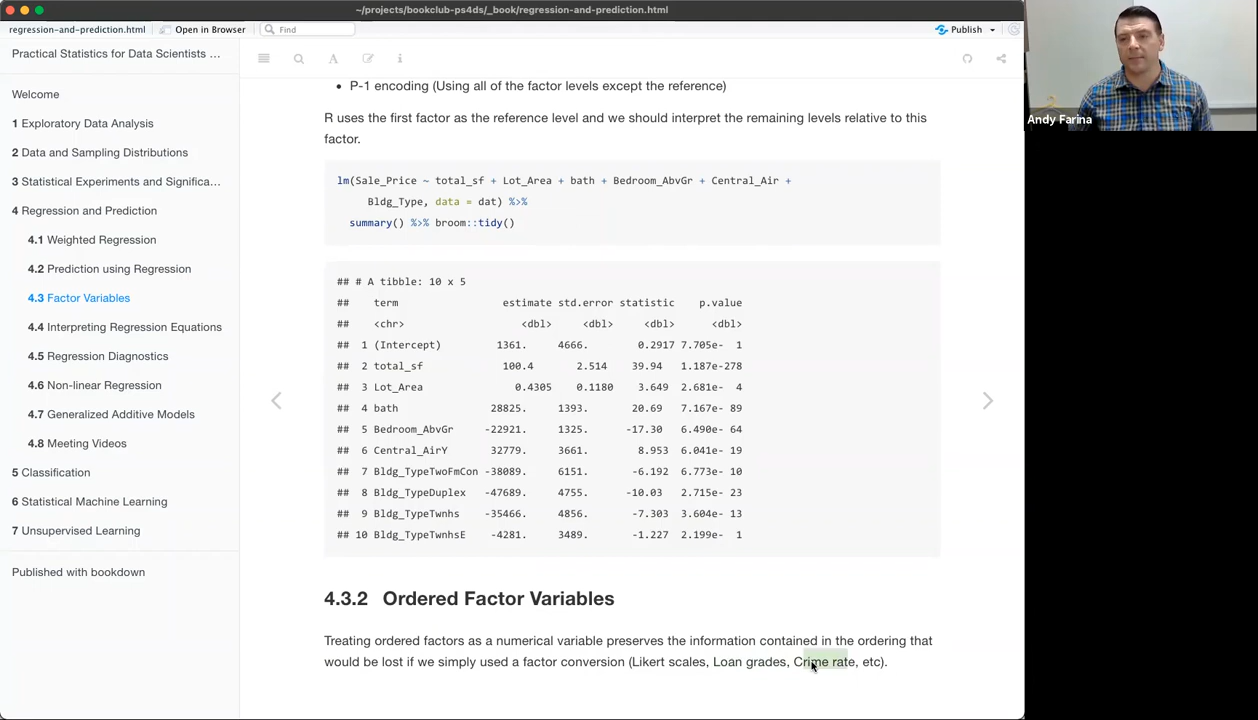 ~/projects/bookclub-ps4ds/_book/regression-and-prediction.html
regression-and-prediction.html Open in Browser Find Publish
Practical Statistics for Data Scientists ...
Welcome
1 Exploratory Data Analysis
2 Data and Sampling Distributions
3 Statistical Experiments and Significa...
4 Regression and Prediction
4.1 Weighted Regression
4.2 Prediction using Regression
4.3 Factor Variables
4.4 Interpreting Regression Equations
4.5 Regression Diagnostics
4.6 Non-linear Regression
4.7 Generalized Additive Models
4.8 Meeting Videos
5 Classification
6 Statistical Machine Learning
7 Unsupervised Learning
Published with bookdown
• P-1 encoding (Using all of the factor levels except the reference)
R uses the first factor as the reference level and we should interpret the remaining levels relative to this
factor.
lm(Sale_Price ~ total_sf + Lot_Area + bath + Bedroom_AbvGr + Central_Air +
Bldg_Type, data = dat) %>%
summary() %>% broom::tidy()
## # A tibble: 10 x 5
## term estimate std.error statistic p.value
## <chr> <dbl> <dbl> <dbl> <dbl>
## 1 (Intercept) 1361. 4666. 0.2917 7.705e- 1
## 2 total_sf 100.4 2.514 39.94 1.187e-278
## 3 Lot_Area 0.4305 0.1180 3.649 2.681e- 4
## 4 bath 28825. 1393. 20.69 7.167e- 89
## 5 Bedroom_AbvGr -22921. 1325. -17.30 6.490e- 64
## 6 Central_AirY 32779. 3661. 8.953 6.041e- 19
## 7 Bldg_TypeTwoFmCon -38089. 6151. -6.192 6.773e- 10
## 8 Bldg_TypeDuplex -47689. 4755. -10.03 2.715e- 23
## 9 Bldg_TypeTwnhs -35466. 4856. -7.303 3.604e- 13
## 10 Bldg_TypeTwnhsE -4281. 3489. -1.227 2.199e- 1
4.3.2 Ordered Factor Variables
Treating ordered factors as a numerical variable preserves the information contained in the ordering that
would be lost if we simply used a factor conversion (Likert scales, Loan grades, Crime rate, etc).
Andy Farina